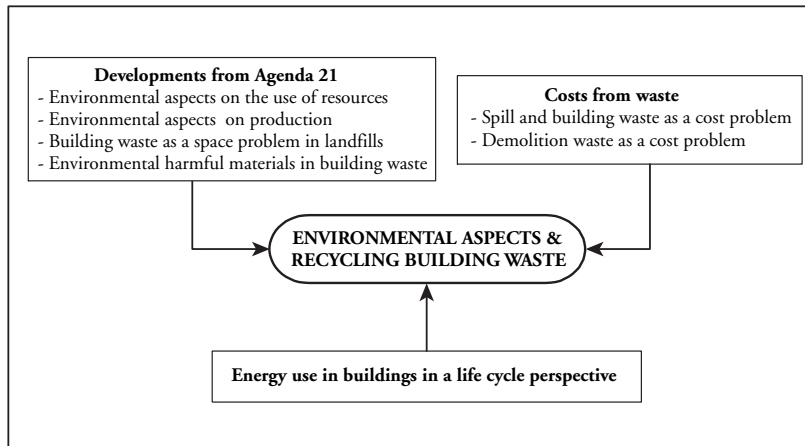 Developments from Agenda 21
- Environmental aspects on the use of resources
- Environmental aspects on production
- Building waste as a space problem in landfills
- Environmental harmful materials in building waste
Costs from waste
- Spill and building waste as a cost problem
- Demolition waste as a cost problem
ENVIRONMENTAL ASPECTS &
RECYCLING BUILDING WASTE
Energy use in buildings in a life cycle perspective